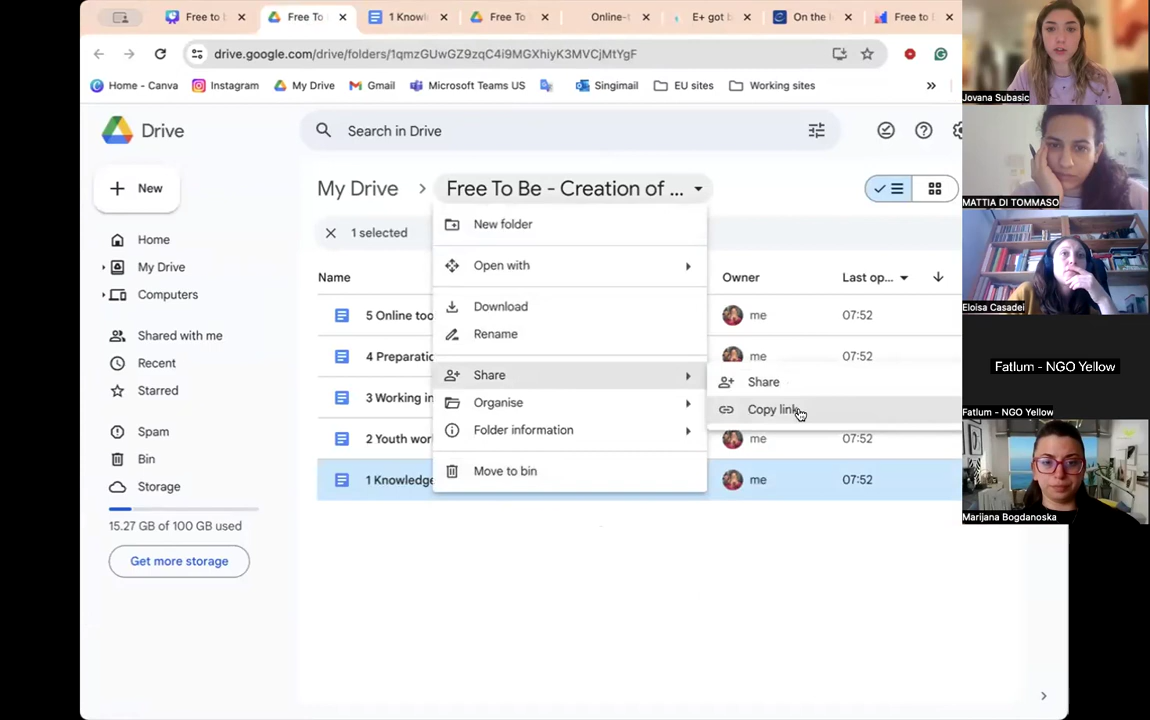 Free to b
Free To
1 Knowl
Free To
Online-t
E+ got b
On the l
Free to E
drive.google.com/drive/folders/1qmzGUwGZ9zqC4i9MGXhiyK3MVCjMtYgF
Home - Canva
Instagram
My Drive
Gmail
Microsoft Teams US
Singimail
EU sites
Working sites
»
Drive
Search in Drive
New
My Drive
Free To Be - Creation of ...
1 selected
New folder
Open with
Download
Rename
Share
Organise
Folder information
Move to bin
Share
Copy link
Home
My Drive
Computers
Shared with me
Recent
Starred
Spam
Bin
Storage
15.27 GB of 100 GB used
Get more storage
Name
Owner
Last op...
5 Online too
me
07:52
4 Preparatio
me
07:52
3 Working in
07:52
2 Youth wor
me
07:52
1 Knowledge
me
07:52
Jovana Subasic
MATTIA DI TOMMASO
Eloisa Casadei
Fatlum - NGO Yellow
Fatlum - NGO Yellow
Marijana Bogdanoska